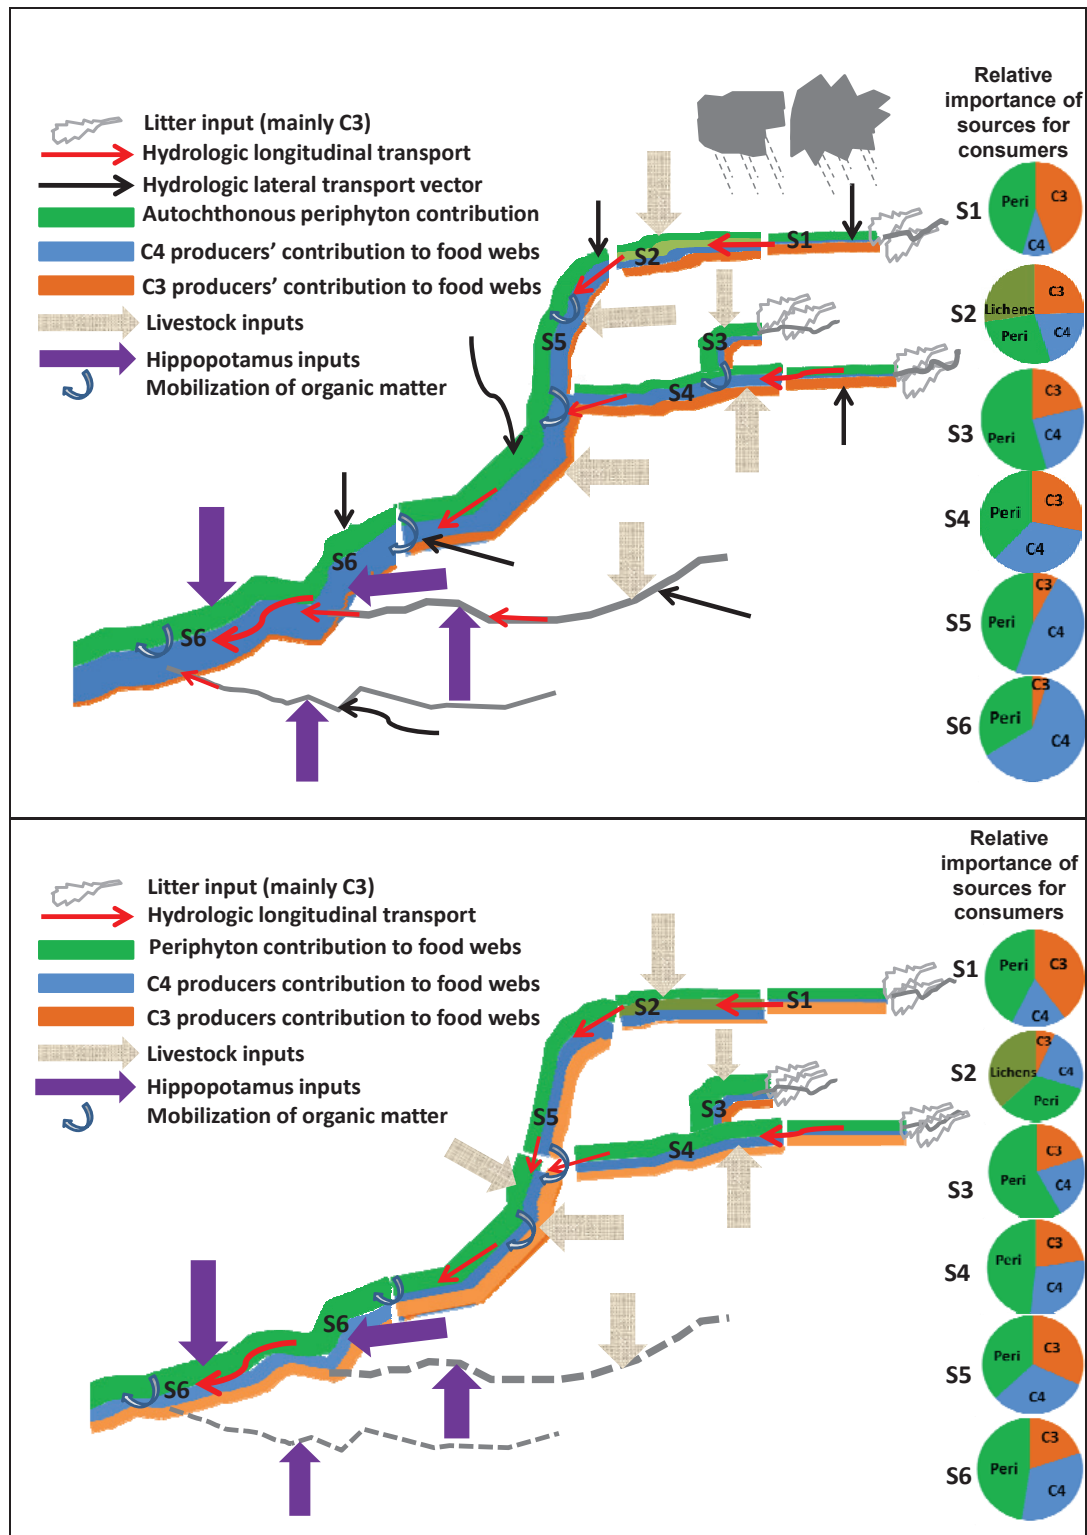 Relative
importance of
sources for
consumers
Litter input (mainly C3)
Hydrologic longitudinal transport
Hydrologic lateral transport vector
Autochthonous periphyton contribution
C4 producers' contribution to food webs
C3 producers' contribution to food webs
Livestock inputs
Hippopotamus inputs
Mobilization of organic matter
S1
S2
S5
S3
S4
S6
S6
S1
Peri
C3
C4
S2
Lichens
C3
Peri
C4
S3
C3
Peri
C4
S4
Peri
C3
C4
S5
C3
Peri
C4
S6
C3
Peri
C4
Relative
importance of
sources for
consumers
Litter input (mainly C3)
Hydrologic longitudinal transport
Periphyton contribution to food webs
C4 producers contribution to food webs
C3 producers contribution to food webs
Livestock inputs
Hippopotamus inputs
Mobilization of organic matter
S1
S2
S3
S5
S4
S6
S6
S1
Peri
C3
C4
S2
C3
Lichens
C4
Peri
S3
C3
Peri
C4
S4
Peri
C3
C4
S5
C3
Peri
C4
S6
C3
Peri
C4